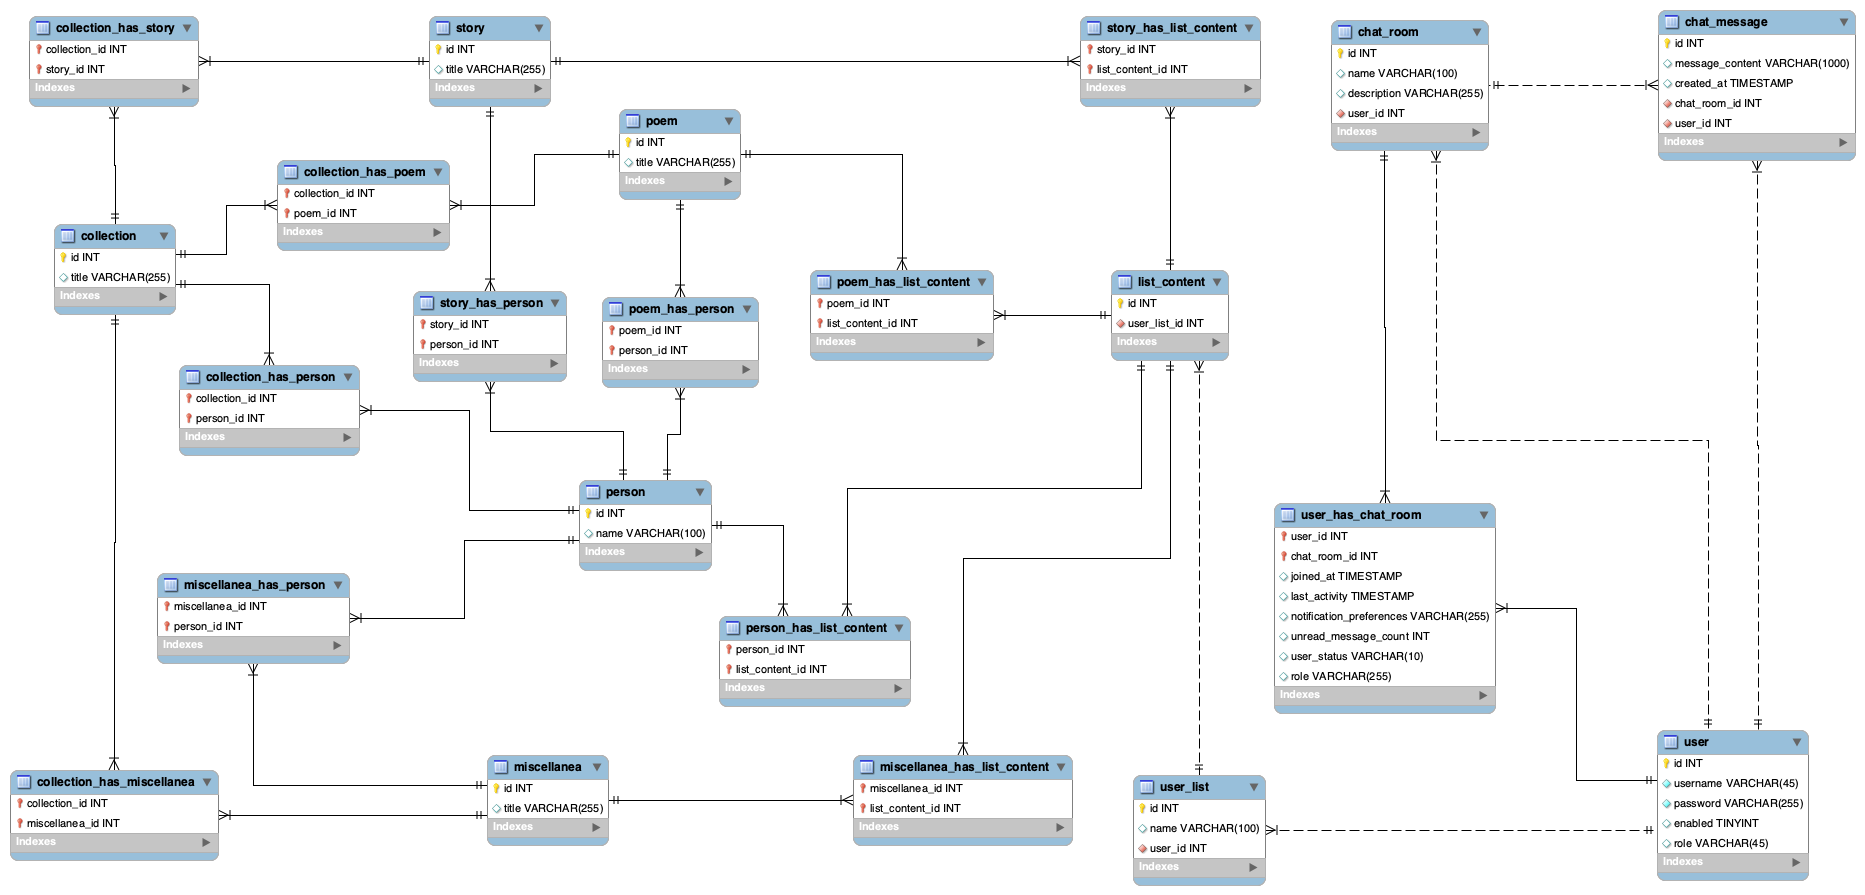 collection_has_story
collection_id INT
story_id INT
Indexes
story
id INT
title VARCHAR(255)
Indexes
story_has_list_content
story_id INT
list_content_id INT
Indexes
chat_room
id INT
name VARCHAR(100)
description VARCHAR(255)
user_id INT
Indexes
chat_message
id INT
message_content VARCHAR(1000)
created_at TIMESTAMP
chat_room_id INT
user_id INT
Indexes
poem
id INT
title VARCHAR(255)
Indexes
collection_has_poem
collection_id INT
poem_id INT
Indexes
collection
id INT
title VARCHAR(255)
Indexes
story_has_person
story_id INT
person_id INT
Indexes
poem_has_person
poem_id INT
person_id INT
Indexes
poem_has_list_content
poem_id INT
list_content_id INT
Indexes
list_content
id INT
user_list_id INT
Indexes
collection_has_person
collection_id INT
person_id INT
Indexes
person
id INT
name VARCHAR(100)
Indexes
user_has_chat_room
user_id INT
chat_room_id INT
joined_at TIMESTAMP
last_activity TIMESTAMP
notification_preferences VARCHAR(255)
unread_message_count INT
user_status VARCHAR(10)
role VARCHAR(255)
Indexes
miscellanea_has_person
miscellanea_id INT
person_id INT
Indexes
person_has_list_content
person_id INT
list_content_id INT
Indexes
collection_has_miscellanea
collection_id INT
miscellanea_id INT
Indexes
miscellanea
id INT
title VARCHAR(255)
Indexes
miscellanea_has_list_content
miscellanea_id INT
list_content_id INT
Indexes
user_list
id INT
name VARCHAR(100)
user_id INT
Indexes
user
id INT
username VARCHAR(45)
password VARCHAR(255)
enabled TINYINT
role VARCHAR(45)
Indexes